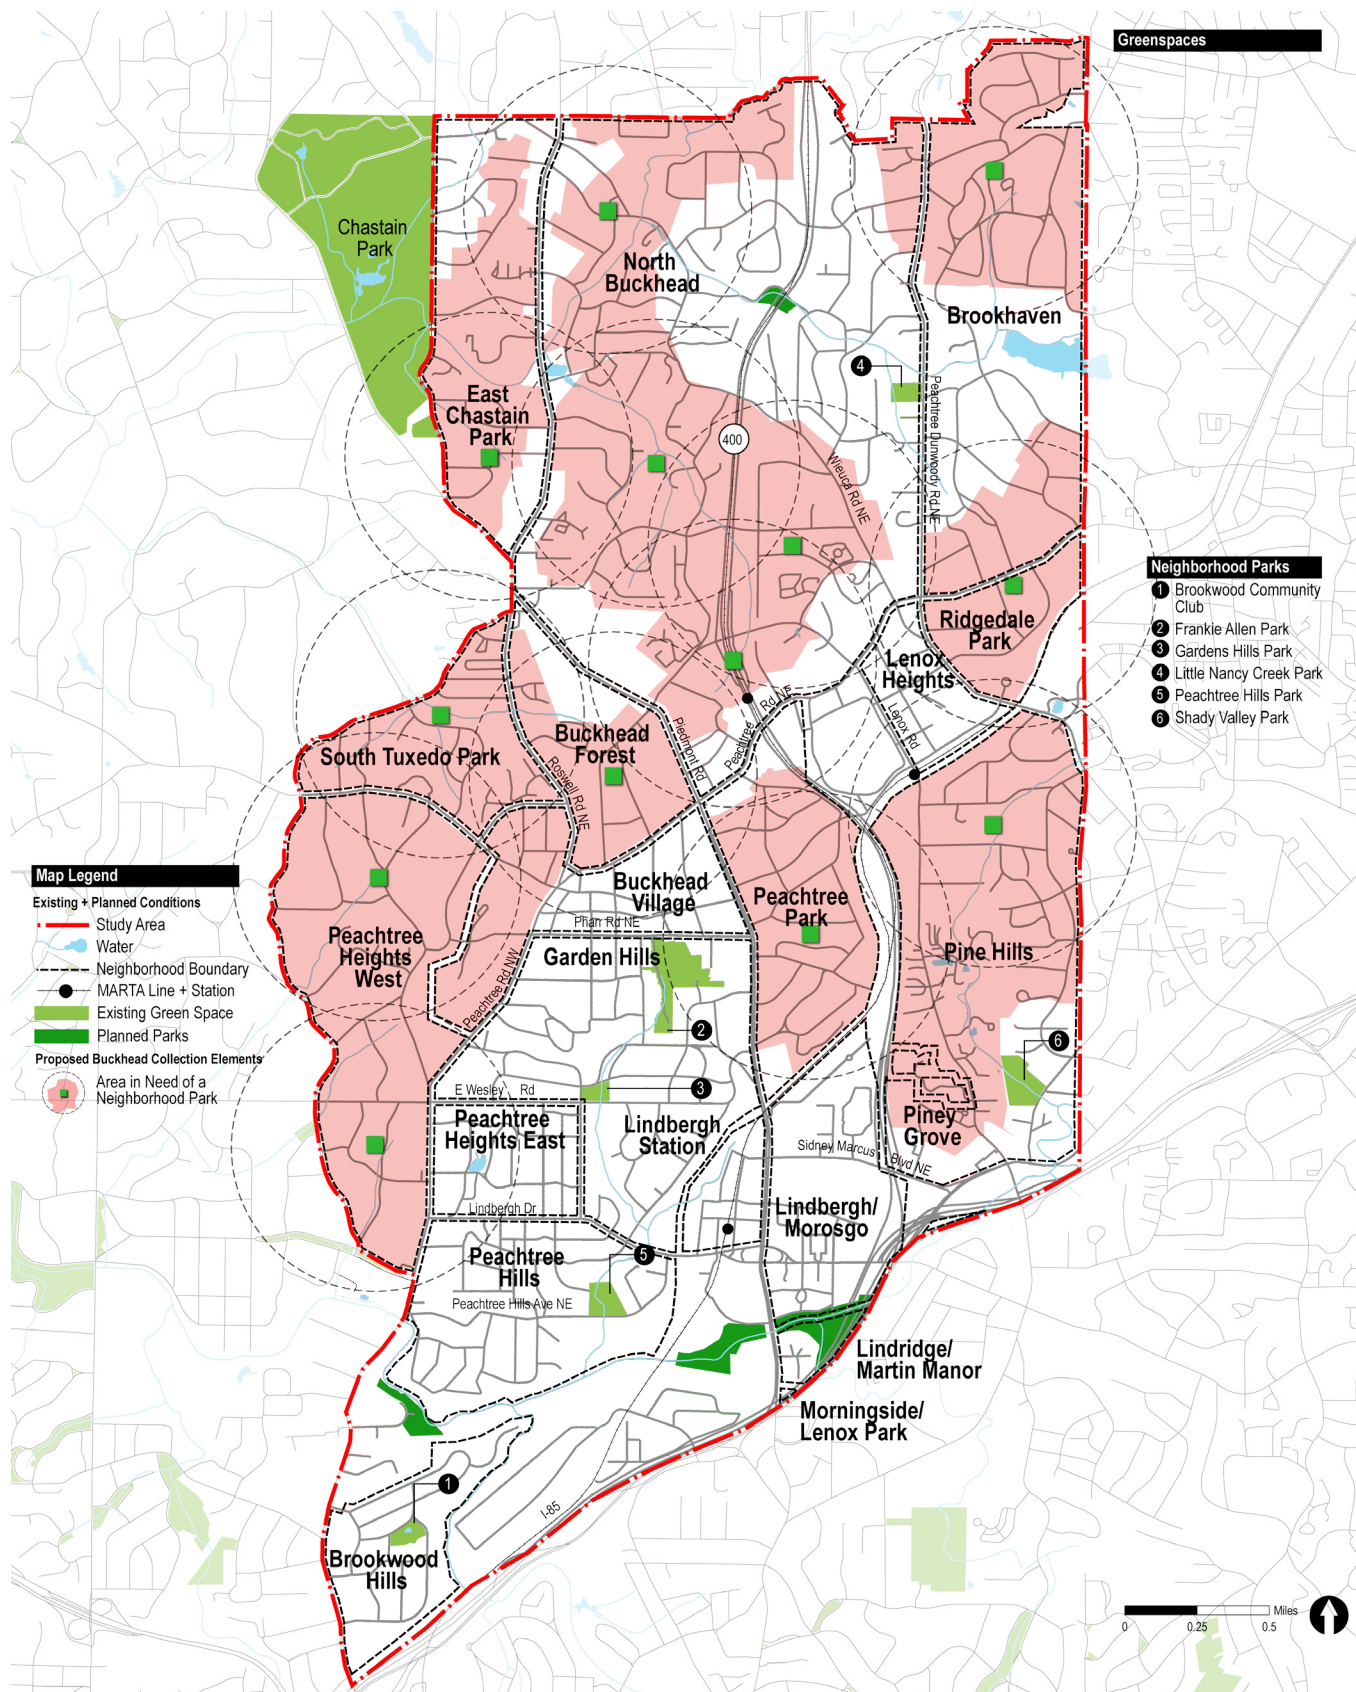 Greenspaces
Chastain
Park
North
Buckhead
Brookhaven
4
East
Chastain
Park
Peachtree Dunwoody Rd NE
400
Wieuca Rd NE
Neighborhood Parks
1 Brookwood Community
Club
2 Frankie Allen Park
3 Gardens Hills Park
4 Little Nancy Creek Park
5 Peachtree Hills Park
6 Shady Valley Park
Ridgedale
Park
Lenox
Heights
Lenox Rd
Peachtree Rd NE
Piedmont Rd
Buckhead
Forest
South Tuxedo Park
Roswell Rd NE
Map Legend
Existing + Planned Conditions
Study Area
Water
Neighborhood Boundary
MARTA Line + Station
Existing Green Space
Planned Parks
Proposed Buckhead Collection Elements
Area in Need of a
Neighborhood Park
Buckhead
Village
Peachtree
Park
Pharr Rd NE
Peachtree
Heights
West
Garden Hills
Pine Hills
Peachtree Rd NW
2
6
3
E Wesley Rd
Peachtree
Heights East
Lindbergh
Station
Piney
Grove
Sidney Marcus Blvd NE
Lindbergh Dr
Lindbergh/
Morosgo
Peachtree
Hills
5
Peachtree Hills Ave NE
Lindridge/
Martin Manor
Morningside/
Lenox Park
1
I-85
Brookwood
Hills
Miles
0 0.25 0.5